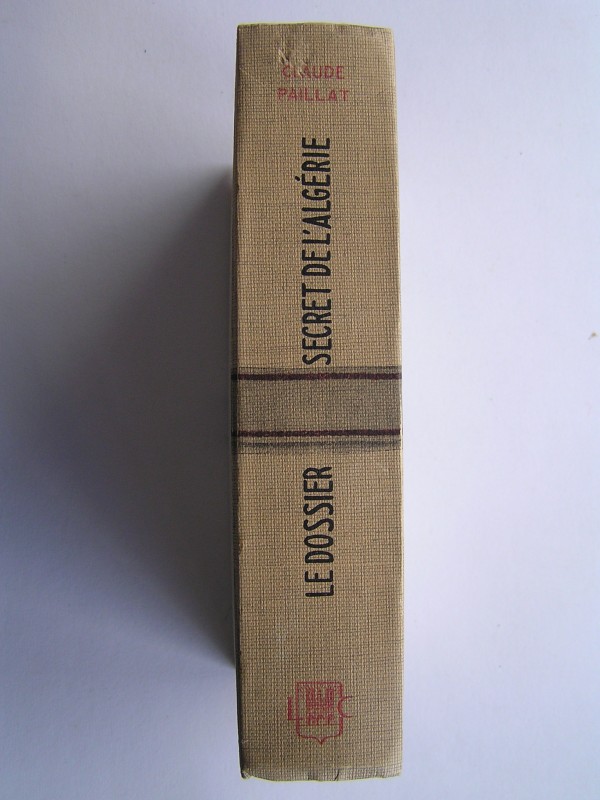 CLAUDE
PAILLAT
LE DOSSIER SECRET DE L'ALGÉRIE